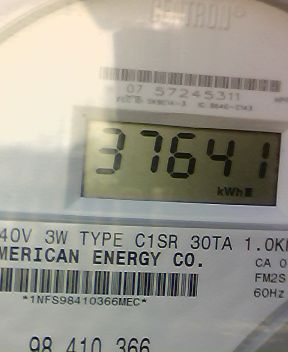 CENTRON®
07 57245311
37641
kWh
40V 3W TYPE C1SR 30TA 1.0K
MERICAN ENERGY CO.
CA 0
FM2S
60Hz
*1NFS98410366MEC*
98 410 366